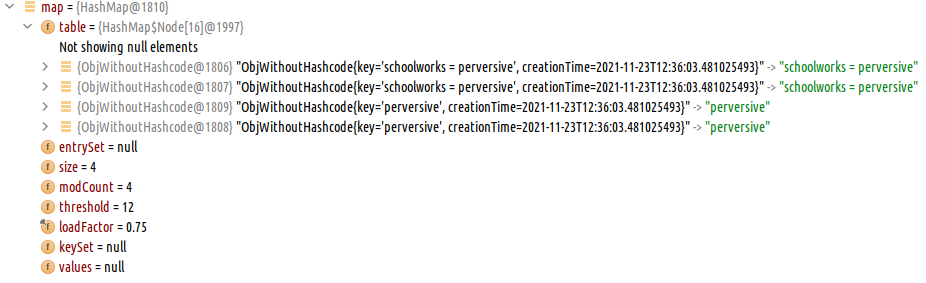 map = {HashMap@1810}
f table = {HashMap$Node[16]@1997}
Not showing null elements
{ObjWithoutHashcode@1806} "ObjWithoutHashcode{key='schoolworks = perversive', creationTime=2021-11-23T12:36:03.481025493}" -> "schoolworks = perversive"
{ObjWithoutHashcode@1807} "ObjWithoutHashcode{key='schoolworks = perversive', creationTime=2021-11-23T12:36:03.481025493}" -> "schoolworks = perversive"
{ObjWithoutHashcode@1809} "ObjWithoutHashcode{key='perversive', creationTime=2021-11-23T12:36:03.481025493}" -> "perversive"
{ObjWithoutHashcode@1808} "ObjWithoutHashcode{key='perversive', creationTime=2021-11-23T12:36:03.481025493}" -> "perversive"
f entrySet = null
f size = 4
f modCount = 4
f threshold = 12
f loadFactor = 0.75
f keySet = null
f values = null